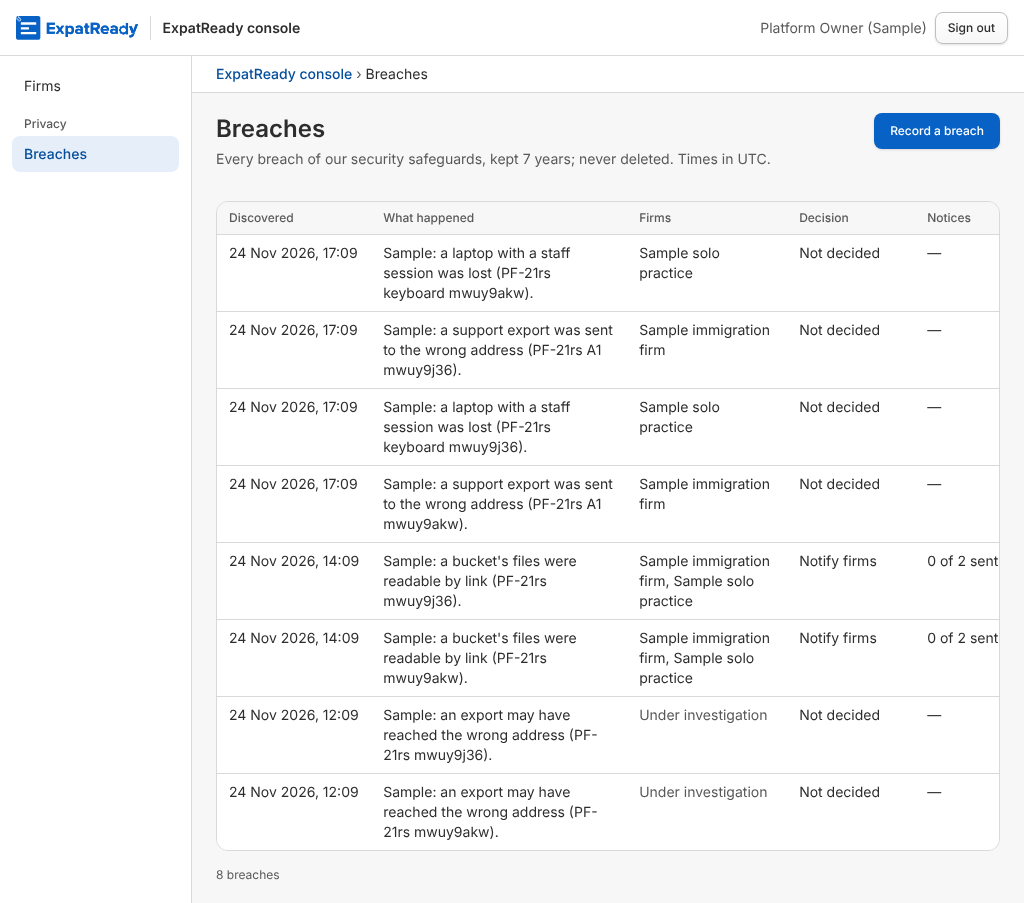 ExpatReady
ExpatReady console
Platform Owner (Sample)
Sign out
Firms
Privacy
Breaches
ExpatReady console › Breaches
Breaches
Every breach of our security safeguards, kept 7 years; never deleted. Times in UTC.
Record a breach
Discovered
What happened
Firms
Decision
Notices
24 Nov 2026, 17:09
Sample: a laptop with a staff
session was lost (PF-21rs
keyboard mwuy9akw).
Sample solo
practice
Not decided
—
24 Nov 2026, 17:09
Sample: a support export was sent
to the wrong address (PF-21rs A1
mwuy9j36).
Sample immigration
firm
Not decided
—
24 Nov 2026, 17:09
Sample: a laptop with a staff
session was lost (PF-21rs
keyboard mwuy9j36).
Sample solo
practice
Not decided
—
24 Nov 2026, 17:09
Sample: a support export was sent
to the wrong address (PF-21rs A1
mwuy9akw).
Sample immigration
firm
Not decided
—
24 Nov 2026, 14:09
Sample: a bucket's files were
readable by link (PF-21rs
mwuy9j36).
Sample immigration
firm, Sample solo
practice
Notify firms
0 of 2 sent
24 Nov 2026, 14:09
Sample: a bucket's files were
readable by link (PF-21rs
mwuy9akw).
Sample immigration
firm, Sample solo
practice
Notify firms
0 of 2 sent
24 Nov 2026, 12:09
Sample: an export may have
reached the wrong address (PF-
21rs mwuy9j36).
Under investigation
Not decided
—
24 Nov 2026, 12:09
Sample: an export may have
reached the wrong address (PF-
21rs mwuy9akw).
Under investigation
Not decided
—
8 breaches